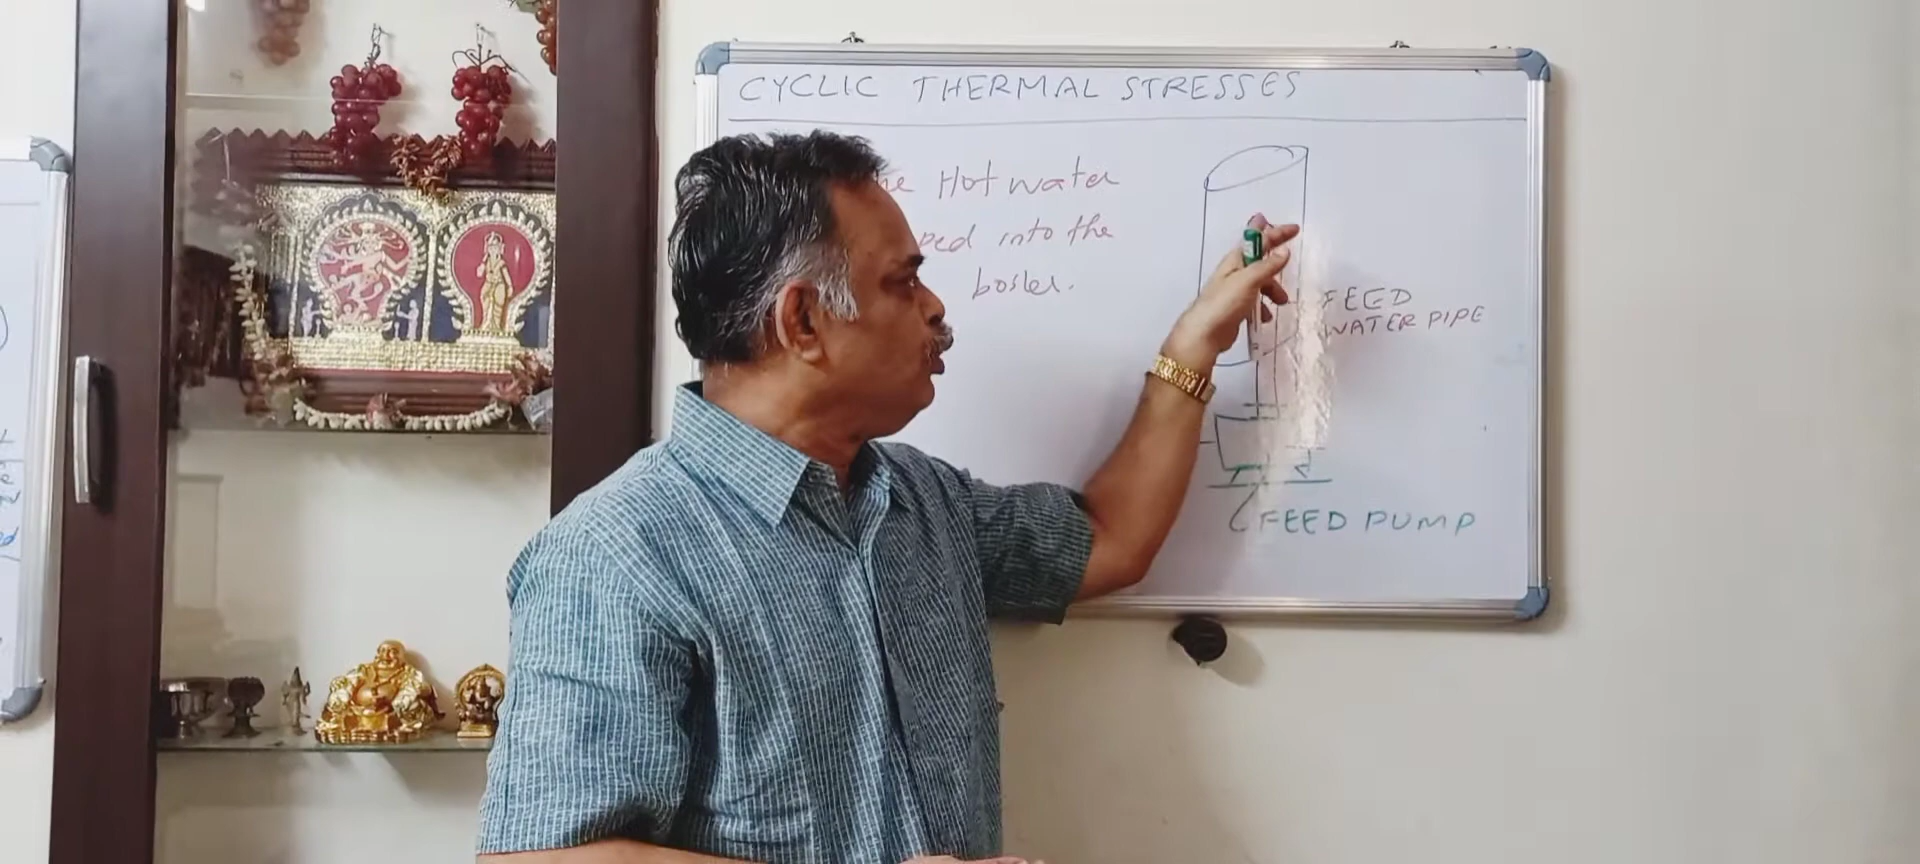 CYCLIC THERMAL STRESSES
Hot water
into the
boiler.
FEED
WATER PIPE
FEED PUMP